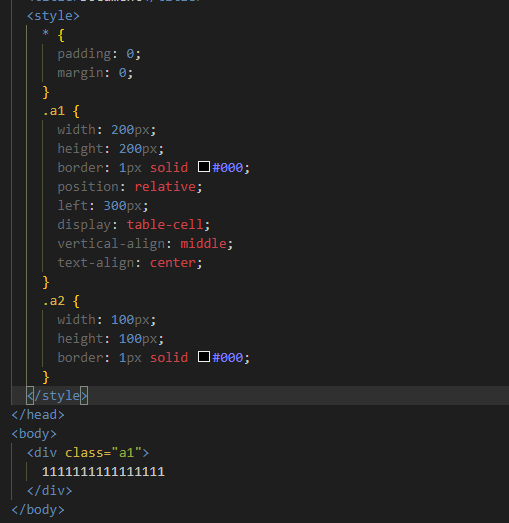 <style>
* {
padding: 0;
margin: 0;
}
.a1 {
width: 200px;
height: 200px;
border: 1px solid #000;
position: relative;
left: 300px;
display: table-cell;
vertical-align: middle;
text-align: center;
}
.a2 {
width: 100px;
height: 100px;
border: 1px solid #000;
}
</style>
</head>
<body>
<div class="a1">
1111111111111111
</div>
</body>